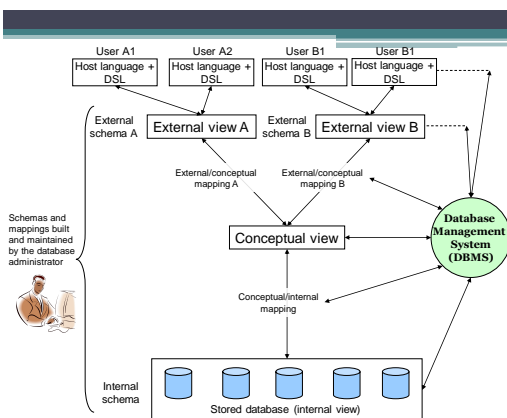 User A1
User A2
User B1
User B1
Host language +
DSL
Host language +
DSL
Host language +
DSL
Host language +
DSL
External
schema A
External view A
External
schema B
External view B
External/conceptual
mapping A
External/conceptual
mapping B
Schemas and
mappings built
and maintained
by the database
administrator
Conceptual view
Database
Management
System
(DBMS)
Conceptual/internal
mapping
Internal
schema
Stored database (internal view)